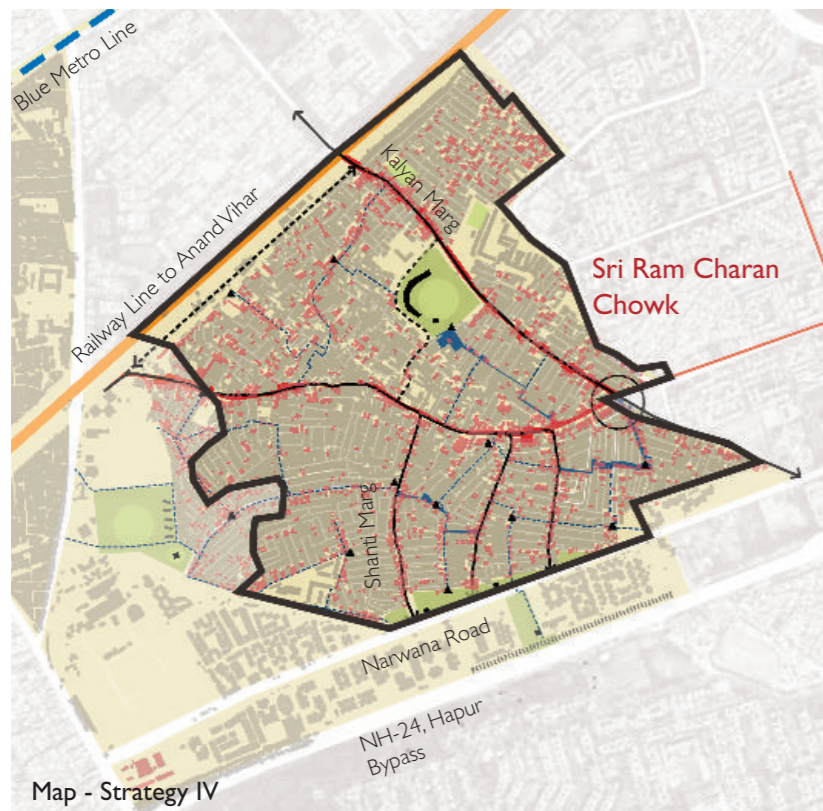 Blue Metro Line
Kalyan Marg
Railway Line to Anand Vihar
Sri Ram Charan
Chowk
Shanti Marg
Narwana Road
NH-24, Hapur
Bypass
Map - Strategy IV